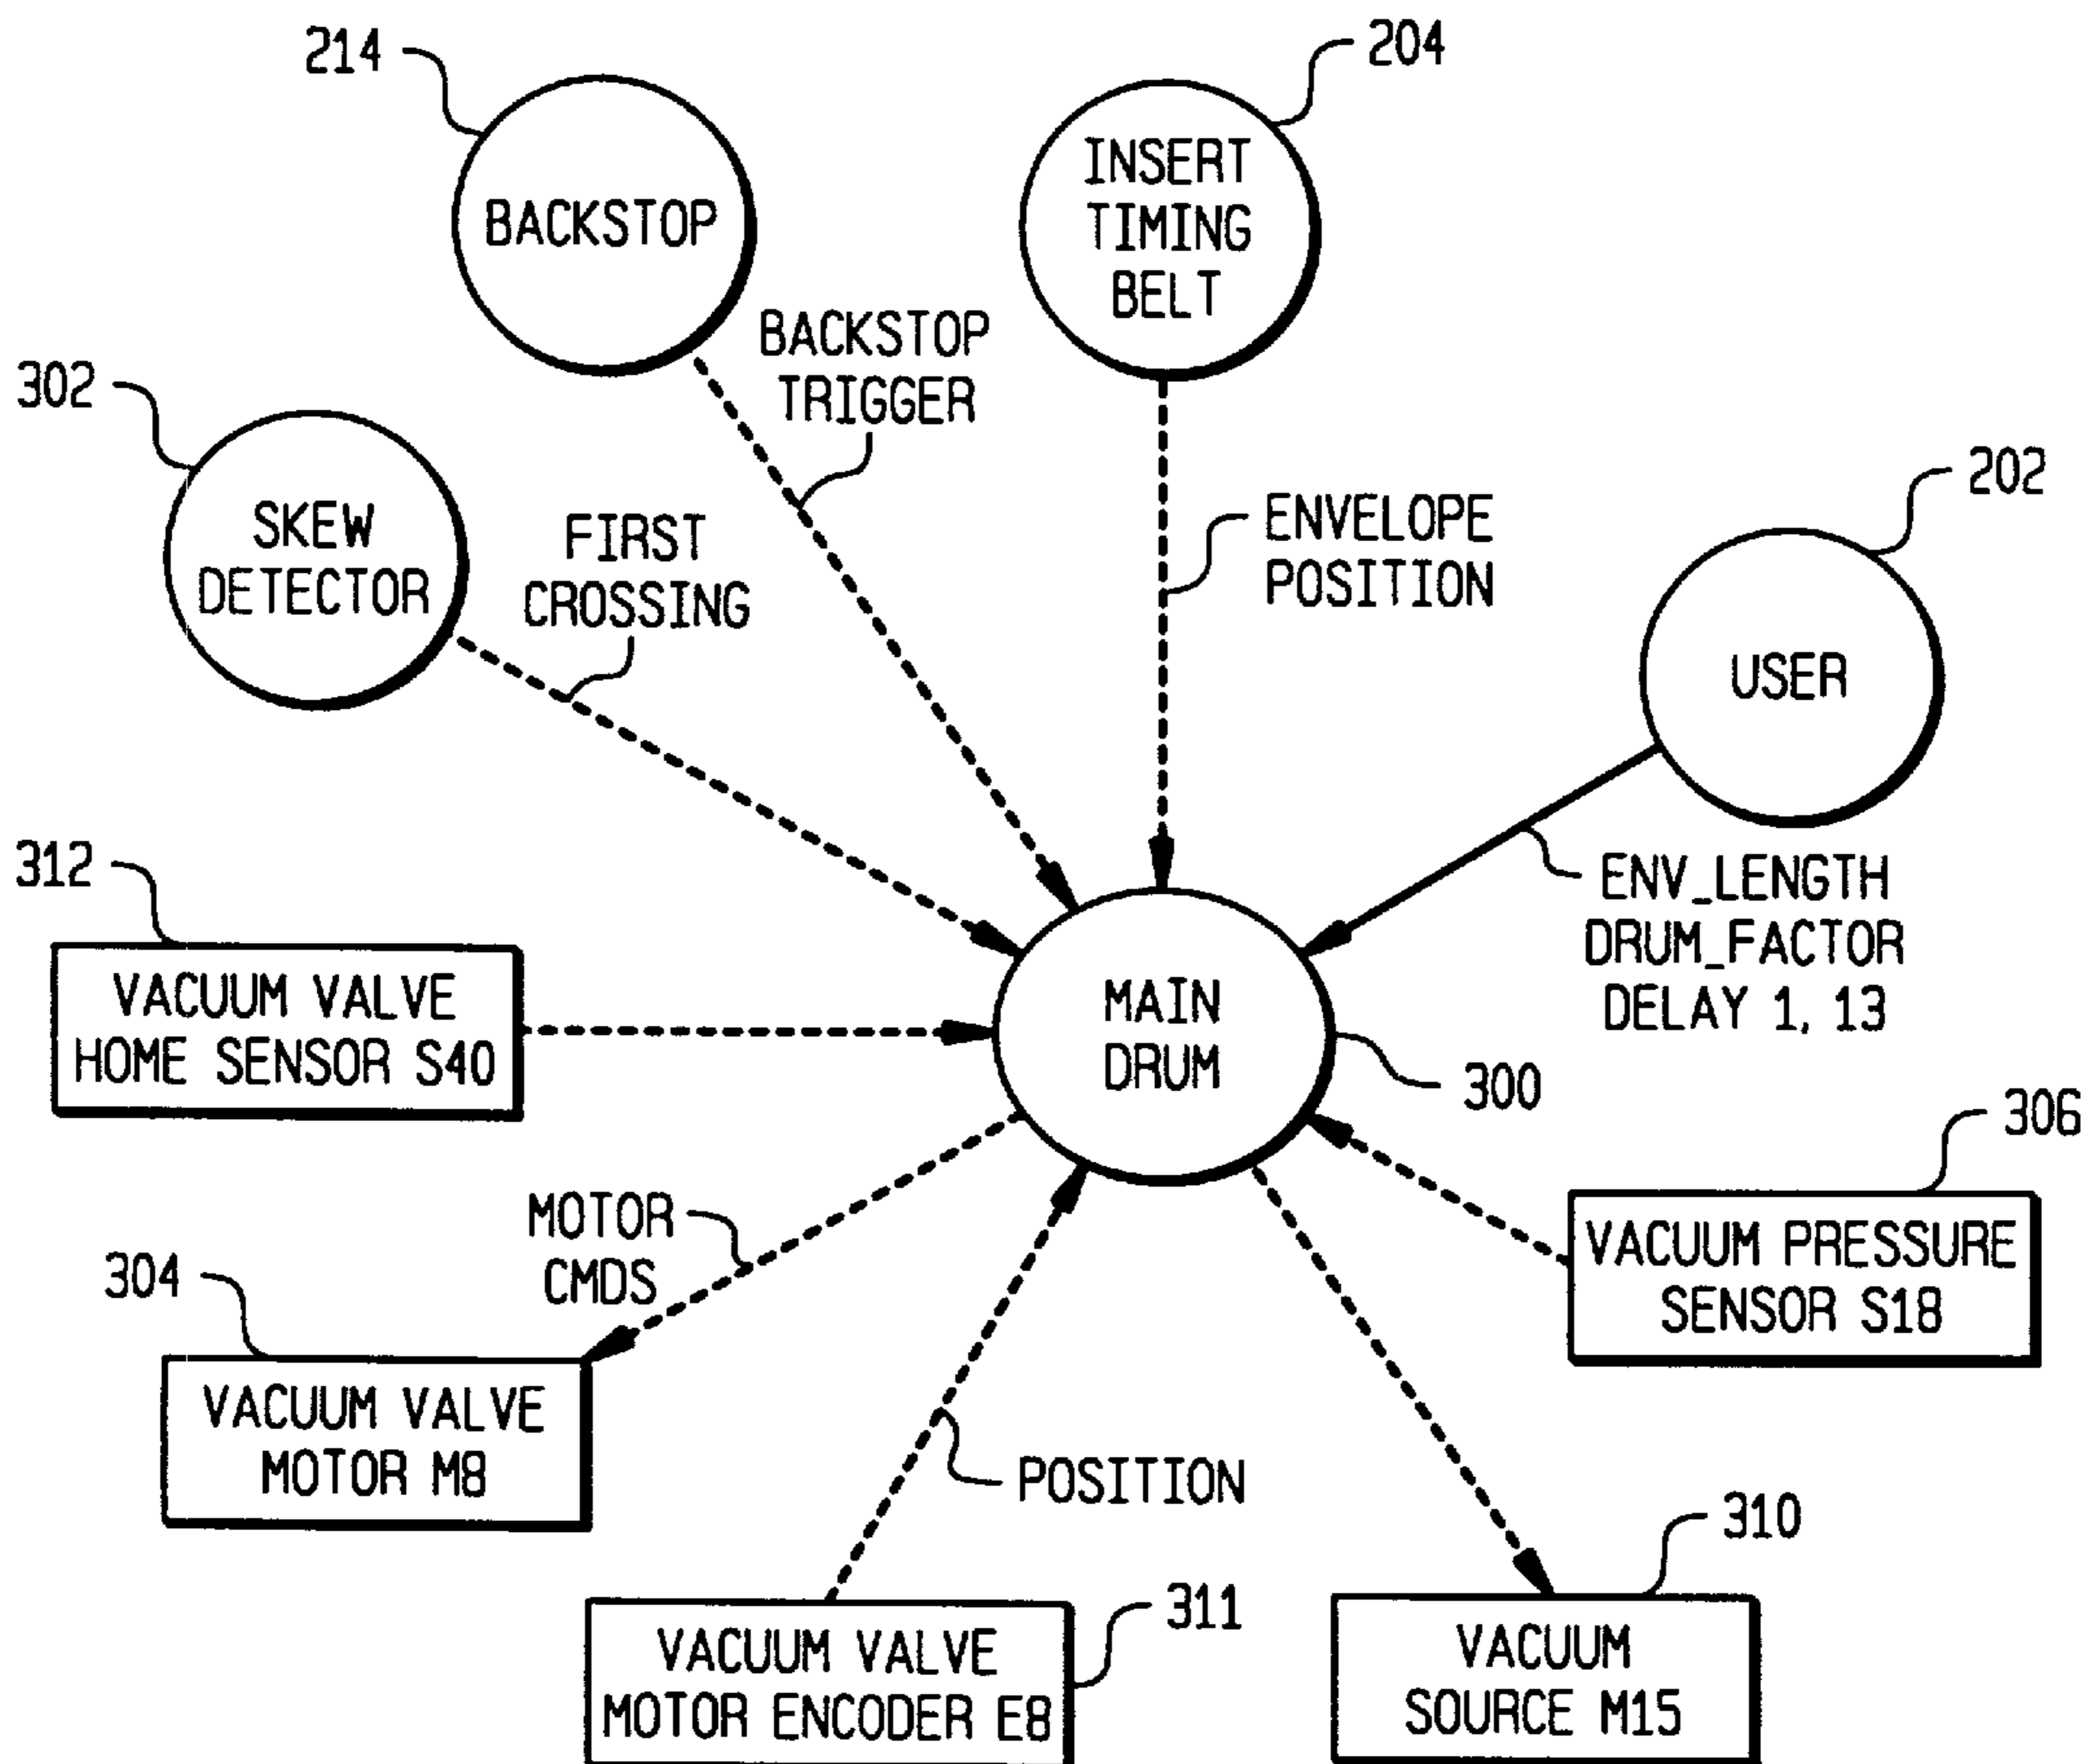 214
204
BACKSTOP
INSERT
TIMING
BELT
BACKSTOP
TRIGGER
302
SKEW
DETECTOR
FIRST
CROSSING
ENVELOPE
POSITION
202
USER
312
VACUUM VALVE
HOME SENSOR S40
MAIN
DRUM
300
ENV_LENGTH
DRUM_FACTOR
DELAY 1, 13
306
VACUUM PRESSURE
SENSOR S18
MOTOR
CMDS
304
VACUUM VALVE
MOTOR M8
POSITION
311
VACUUM VALVE
MOTOR ENCODER E8
310
VACUUM
SOURCE M15